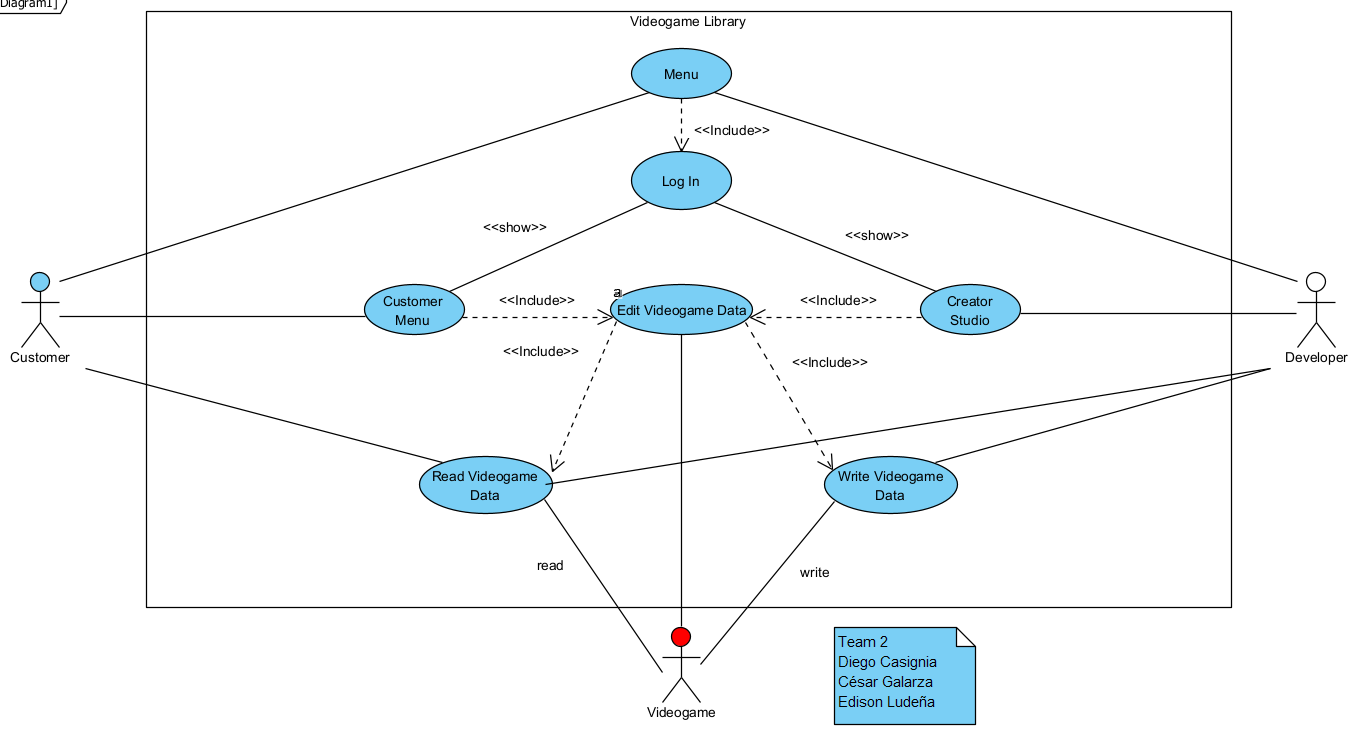 Diagram1]
Videogame Library
Menu
<<Include>>
Log In
<<show>>
<<show>>
Customer
Menu
<<Include>>
a
Edit Videogame Data
<<Include>>
Creator
Studio
Customer
Developer
<<Include>>
<<Include>>
Read Videogame
Data
Write Videogame
Data
read
write
Videogame
Team 2
Diego Casignia
César Galarza
Edison Ludeña